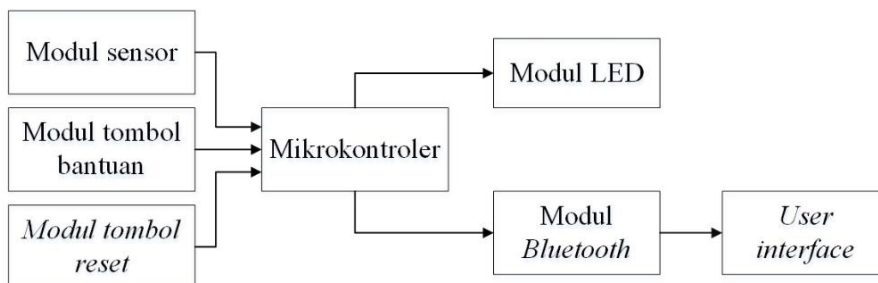 Modul sensor
Modul tombol
bantuan
Modul tombol
reset
Mikrokontroler
Modul LED
Modul
Bluetooth
User
interface